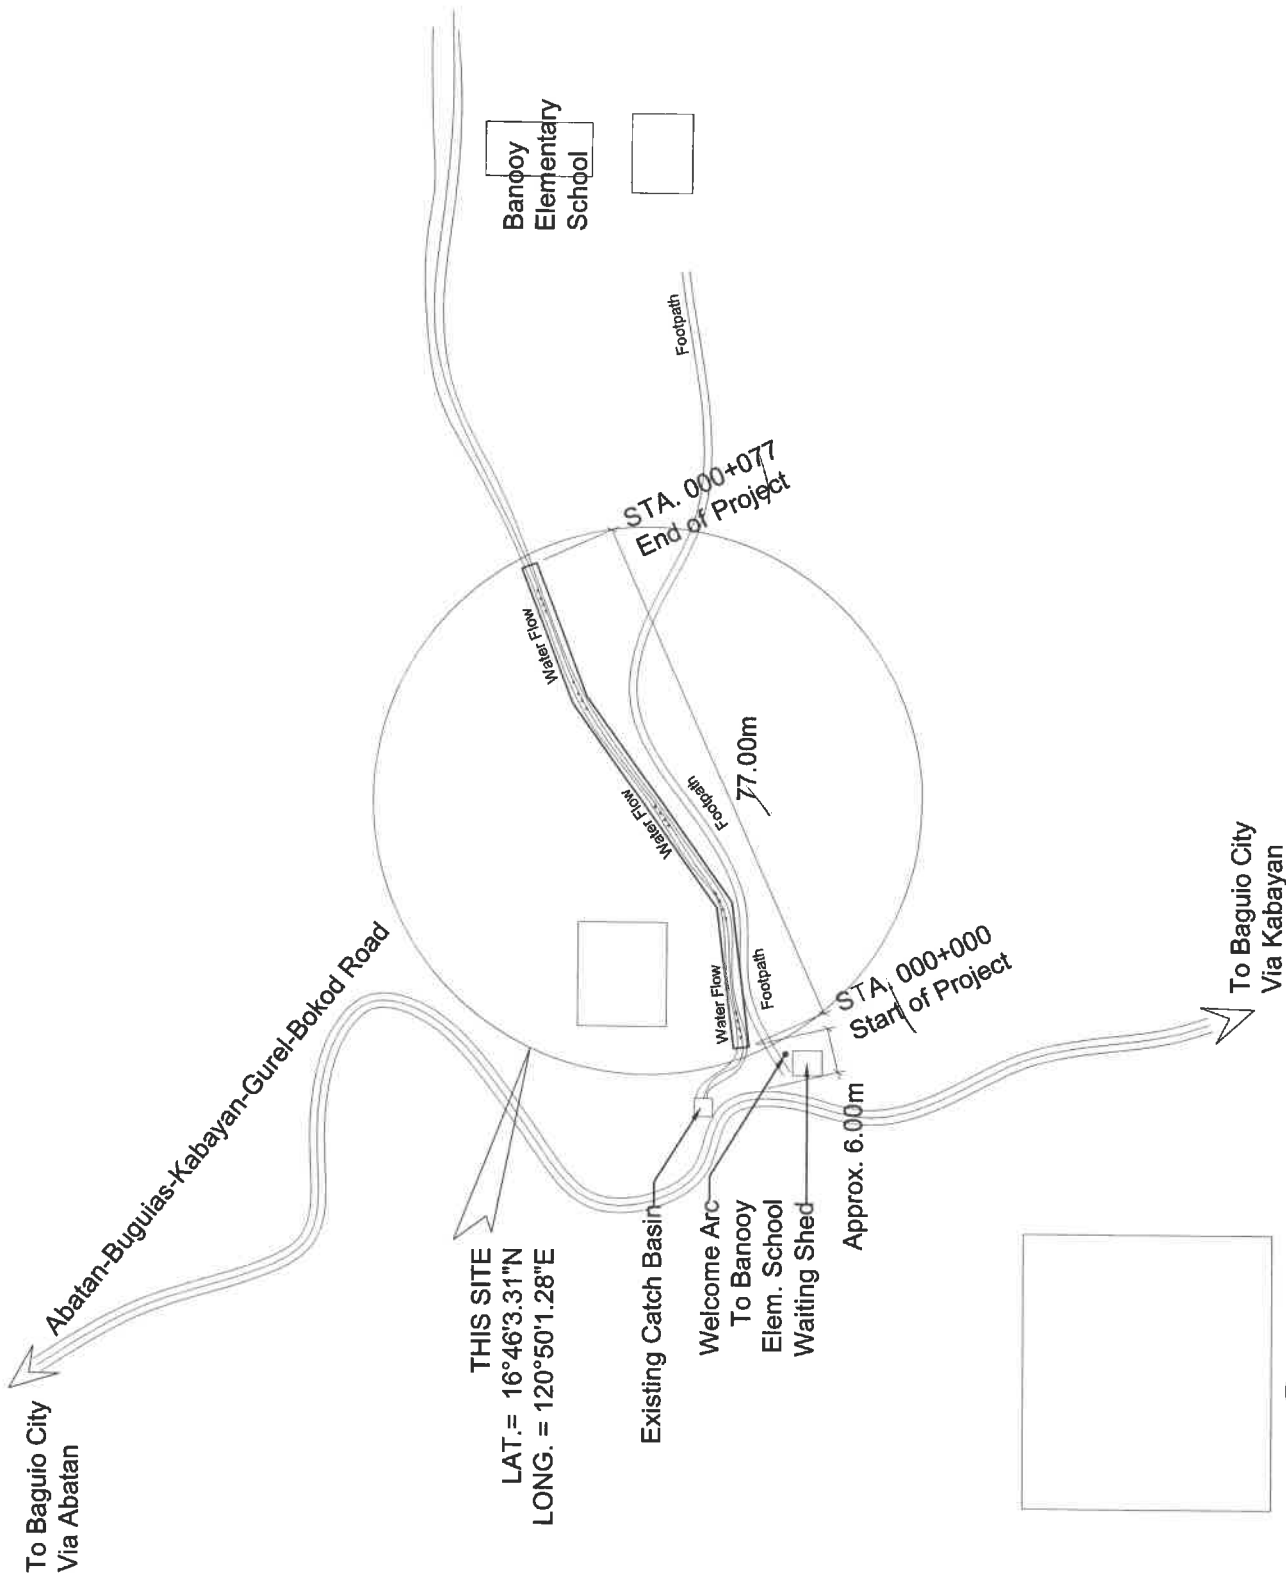 To Baguio City
Via Abatan
Abatan-Buguias-Kabayan-Gurel-Bokod Road
THIS SITE
LAT.= 16°46'3.31"N
LONG. = 120°50'1.28"E
Existing Catch Basin
Welcome Arc
To Banooy
Elem. School
Waiting Shed
Approx. 6.00m
Water Flow
Footpath
STA. 000+000
Start of Project
To Baguio City
Via Kabayan
Water Flow
Footpath
77.00m
Water Flow
STA. 000+077
End of Project
Footpath
Banooy
Elementary
School